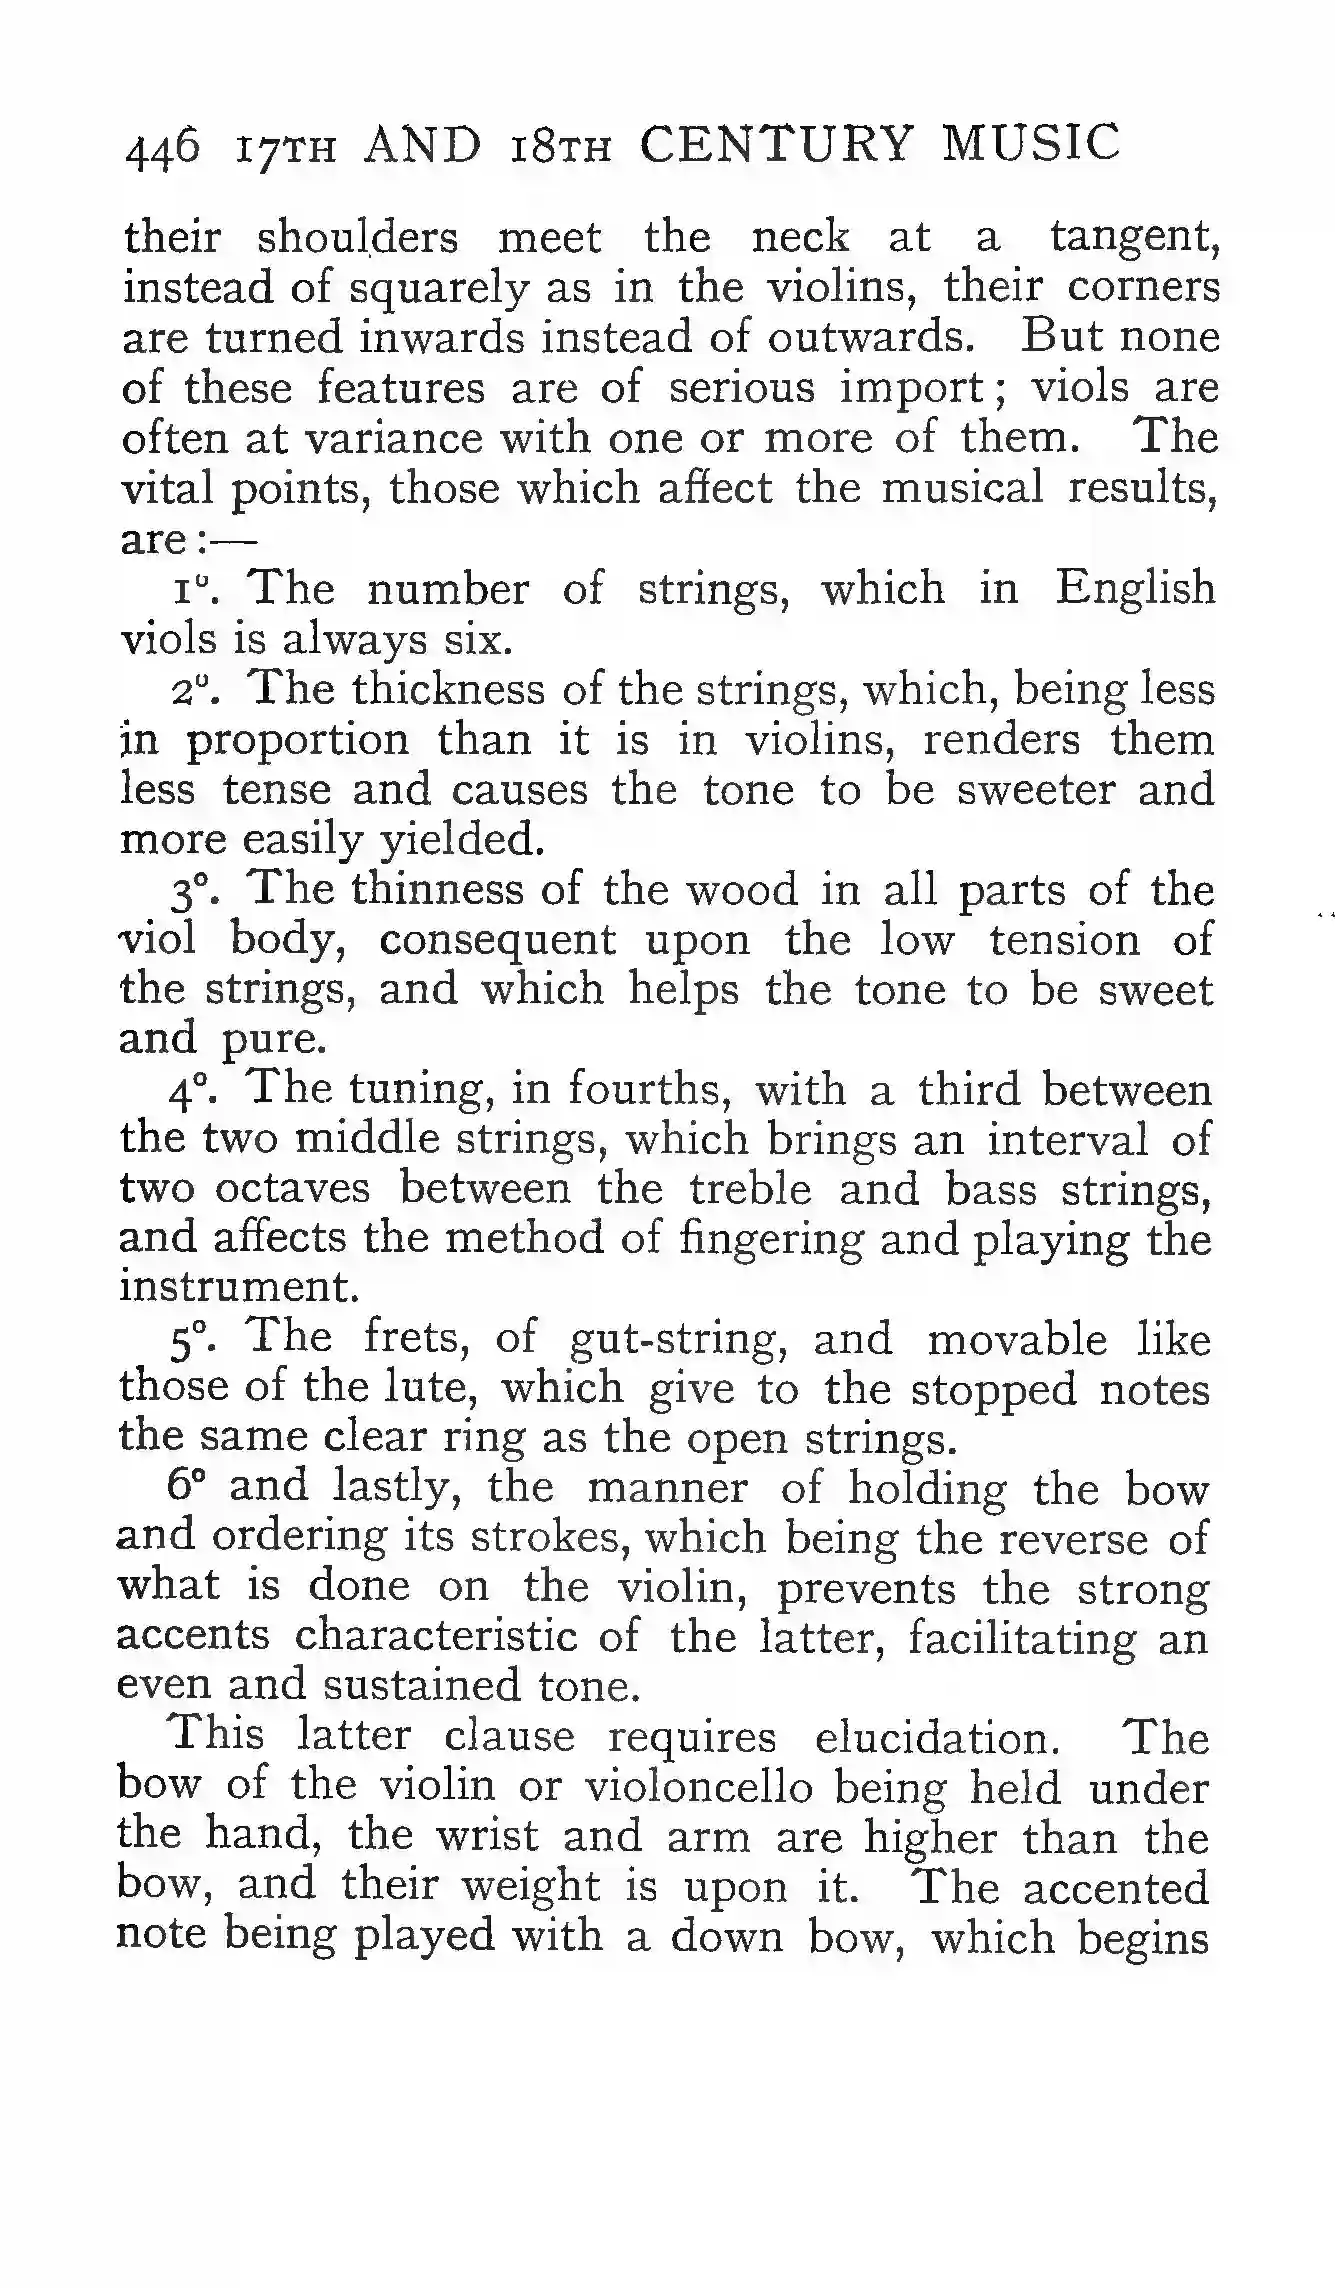 446 17TH AND 18TH CENTURY MUSIC
their shoulders meet the neck at a tangent,
instead of squarely as in the violins, their corners
are turned inwards instead of outwards. But none
of these features are of serious import; viols are
often at variance with one or more of them. The
vital points, those which affect the musical results,
are:—
1º. The number of strings, which in English
viols is always six.
2º. The thickness of the strings, which, being less
in proportion than it is in violins, renders them
less tense and causes the tone to be sweeter and
more easily yielded.
3º. The thinness of the wood in all parts of the
viol body, consequent upon the low tension of
the strings, and which helps the tone to be sweet
and pure.
4º. The tuning, in fourths, with a third between
the two middle strings, which brings an interval of
two octaves between the treble and bass strings,
and affects the method of fingering and playing the
instrument.
5º. The frets, of gut-string, and movable like
those of the lute, which give to the stopped notes
the same clear ring as the open strings.
6º and lastly, the manner of holding the bow
and ordering its strokes, which being the reverse of
what is done on the violin, prevents the strong
accents characteristic of the latter, facilitating an
even and sustained tone.
This latter clause requires elucidation. The
bow of the violin or violoncello being held under
the hand, the wrist and arm are higher than the
bow, and their weight is upon it. The accented
note being played with a down bow, which begins